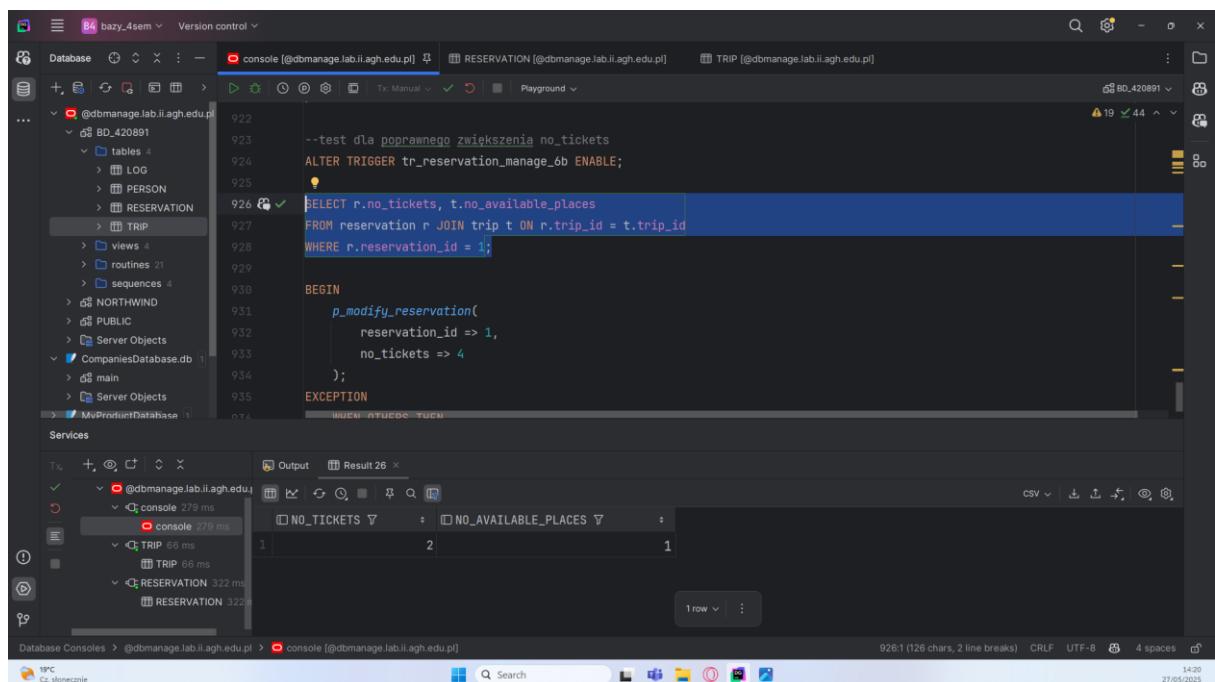 B4 bazy_4sem Version control
Database
console [@dbmanage.lab.ii.agh.edu.pl]
RESERVATION [@dbmanage.lab.ii.agh.edu.pl]
TRIP [@dbmanage.lab.ii.agh.edu.pl]
Tx: Manual
Playground
BD_420891
19 44
@dbmanage.lab.ii.agh.edu.pl
BD_420891
tables 4
LOG
PERSON
RESERVATION
TRIP
views 4
routines 21
sequences 4
NORTHWIND
PUBLIC
Server Objects
CompaniesDatabase.db 1
main
Server Objects
MyProductDatabase 1
922
923 --test dla poprawnego zwiększenia no_tickets
924 ALTER TRIGGER tr_reservation_manage_6b ENABLE;
925
926 SELECT r.no_tickets, t.no_available_places
927 FROM reservation r JOIN trip t ON r.trip_id = t.trip_id
928 WHERE r.reservation_id = 1;
929
930 BEGIN
931 p_modify_reservation(
932 reservation_id => 1,
933 no_tickets => 4
934 );
935 EXCEPTION
936 WHEN OTHERS THEN
Services
Tx
@dbmanage.lab.ii.agh.edu.p
console 279 ms
console 279 ms
TRIP 66 ms
TRIP 66 ms
RESERVATION 322 ms
RESERVATION 322 m
Output
Result 26
CSV
NO_TICKETS NO_AVAILABLE_PLACES
1 2 1
1 row
Database Consoles > @dbmanage.lab.ii.agh.edu.pl > console [@dbmanage.lab.ii.agh.edu.pl]
926:1 (126 chars, 2 line breaks) CRLF UTF-8 4 spaces
19°C
Cz. słonecznie
Search
14:20
27/05/2025